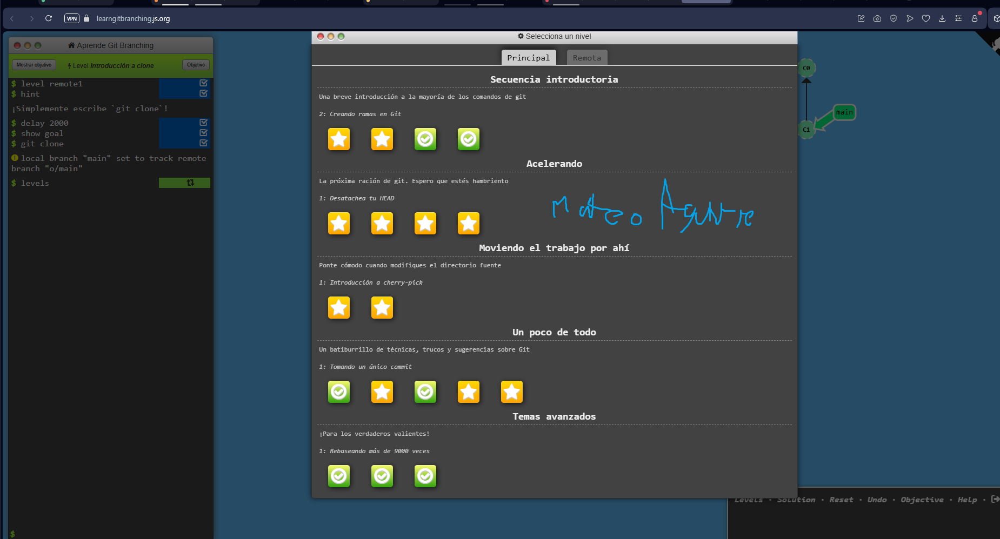 VPN learngitbranching.js.org
Aprende Git Branching
Mostrar objetivo Level Introducción a clone Objetivo
$ level remote1
$ hint
¡Simplemente escribe `git clone`!
$ delay 2000
$ show goal
$ git clone
local branch "main" set to track remote
branch "o/main"
$ levels
$
Selecciona un nivel
Principal Remota
Secuencia introductoria
Una breve introducción a la mayoría de los comandos de git
2: Creando ramas en Git
Acelerando
La próxima ración de git. Espero que estés hambriento
1: Desatachea tu HEAD
Mateo
Moviendo el trabajo por ahí
Ponte cómodo cuando modifiques el directorio fuente
1: Introducción a cherry-pick
Un poco de todo
Un batiburrillo de técnicas, trucos y sugerencias sobre Git
1: Tomando un único commit
Temas avanzados
¡Para los verdaderos valientes!
1: Rebaseando más de 9000 veces
C0
main
C1
Levels · Solution · Reset · Undo · Objective · Help ·